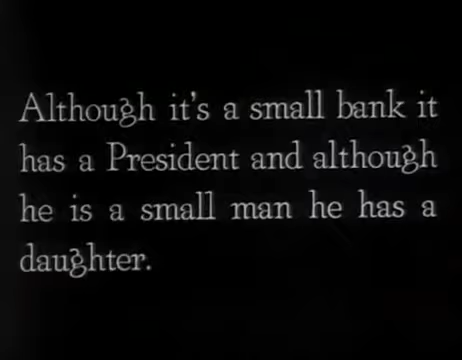 Although it's a small bank it
has a President and although
he is a small man he has a
daughter.